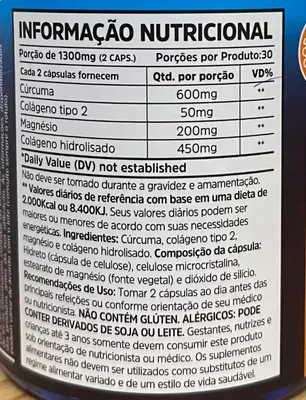 INFORMAÇÃO NUTRICIONAL
Porção de 1300mg (2 CAPS.) Porções por Produto:30
Cada 2 cápsulas fornecem Qtd. por porção VD%
Cúrcuma 600mg **
Colágeno tipo 2 50mg **
Magnésio 200mg **
Colágeno hidrolisado 450mg **
*Daily Value (DV) not established
Não deve ser tomado durante a gravidez e amamentação.
** Valores diários de referência com base em uma dieta de
2.000Kcal ou 8.400KJ. Seus valores diários podem ser
maiores ou menores de acordo com suas necessidades
energéticas. Ingredientes: Cúrcuma, colágeno tipo 2,
magnésio e colágeno hidrolisado. Composição da cápsula:
hidreto (cápsula de celulose), celulose microcristalina,
estearato de magnésio (fonte vegetal) e dióxido de silício.
Recomendações de Uso: Tomar 2 cápsulas ao dia antes das
principais refeições ou conforme orientação de seu médico
ou nutricionista. NÃO CONTÉM GLÚTEN. ALÉRGICOS: PODE
CONTER DERIVADOS DE SOJA OU LEITE. Gestantes, nutrizes e
crianças até 3 anos somente devem consumir este produto
sob orientação de nutricionista ou médico. Os suplementos
alimentares não devem ser utilizados como substitutos de um
regime alimentar variado e de um estilo de vida saudável.